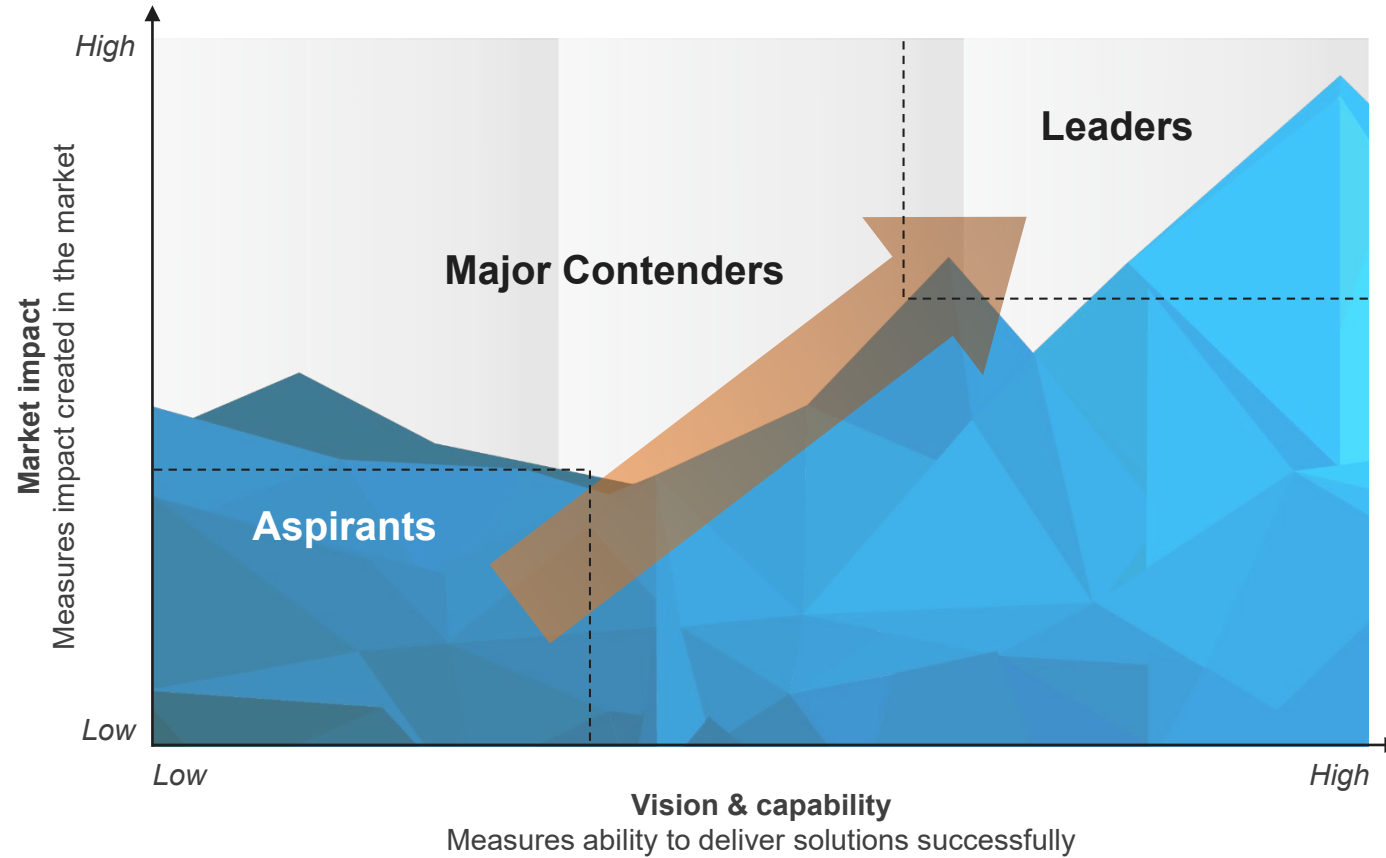 High
Leaders
Major Contenders
Market impact
Measures impact created in the market
Aspirants
Low
Low
High
Vision & capability
Measures ability to deliver solutions successfully